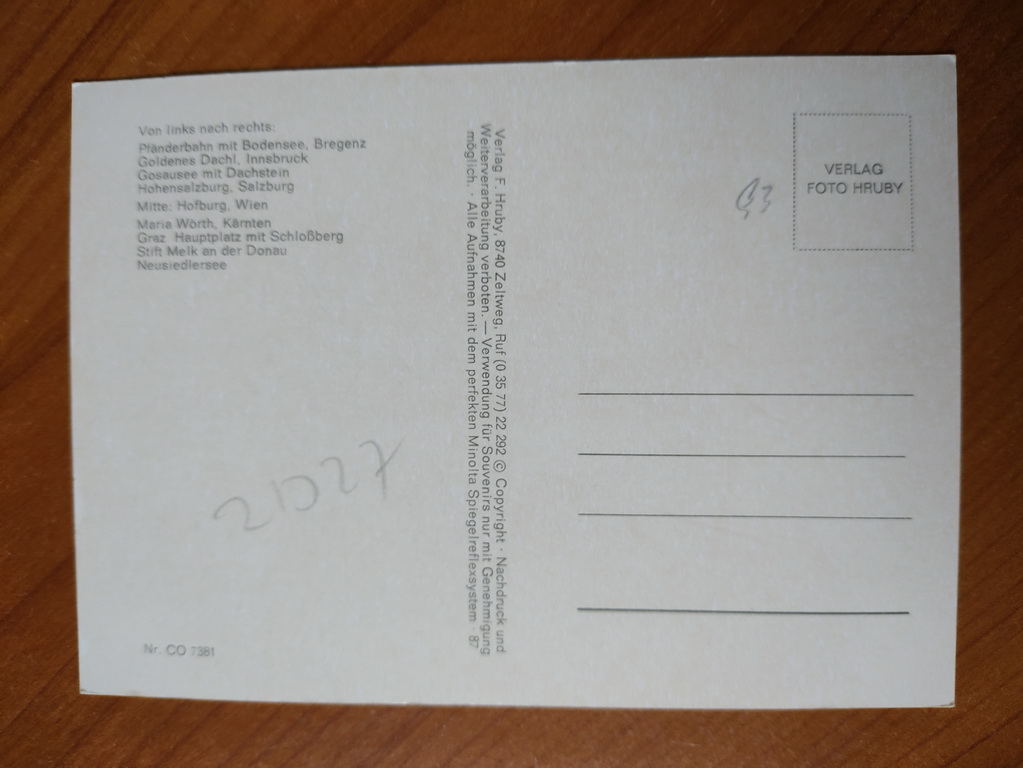 Von links nach rechts:
Pfänderbahn mit Bodensee, Bregenz
Goldenes Dachl, Innsbruck
Gosausee mit Dachstein
Hohensalzburg, Salzburg
Mitte: Hofburg, Wien
Maria Wörth, Kärnten
Graz Hauptplatz mit Schloßberg
Stift Melk an der Donau
Neusiedlersee
Nr. CO 7381
Verlag F. Hruby, 8740 Zeltweg, Ruf (0 35 77) 22 292 © Copyright · Nachdruck und
Weiterverarbeitung verboten. — Verwendung für Souvenirs nur mit Genehmigung
möglich. · Alle Aufnahmen mit dem perfekten Minolta Spiegelreflexsystem · 87
VERLAG
FOTO HRUBY